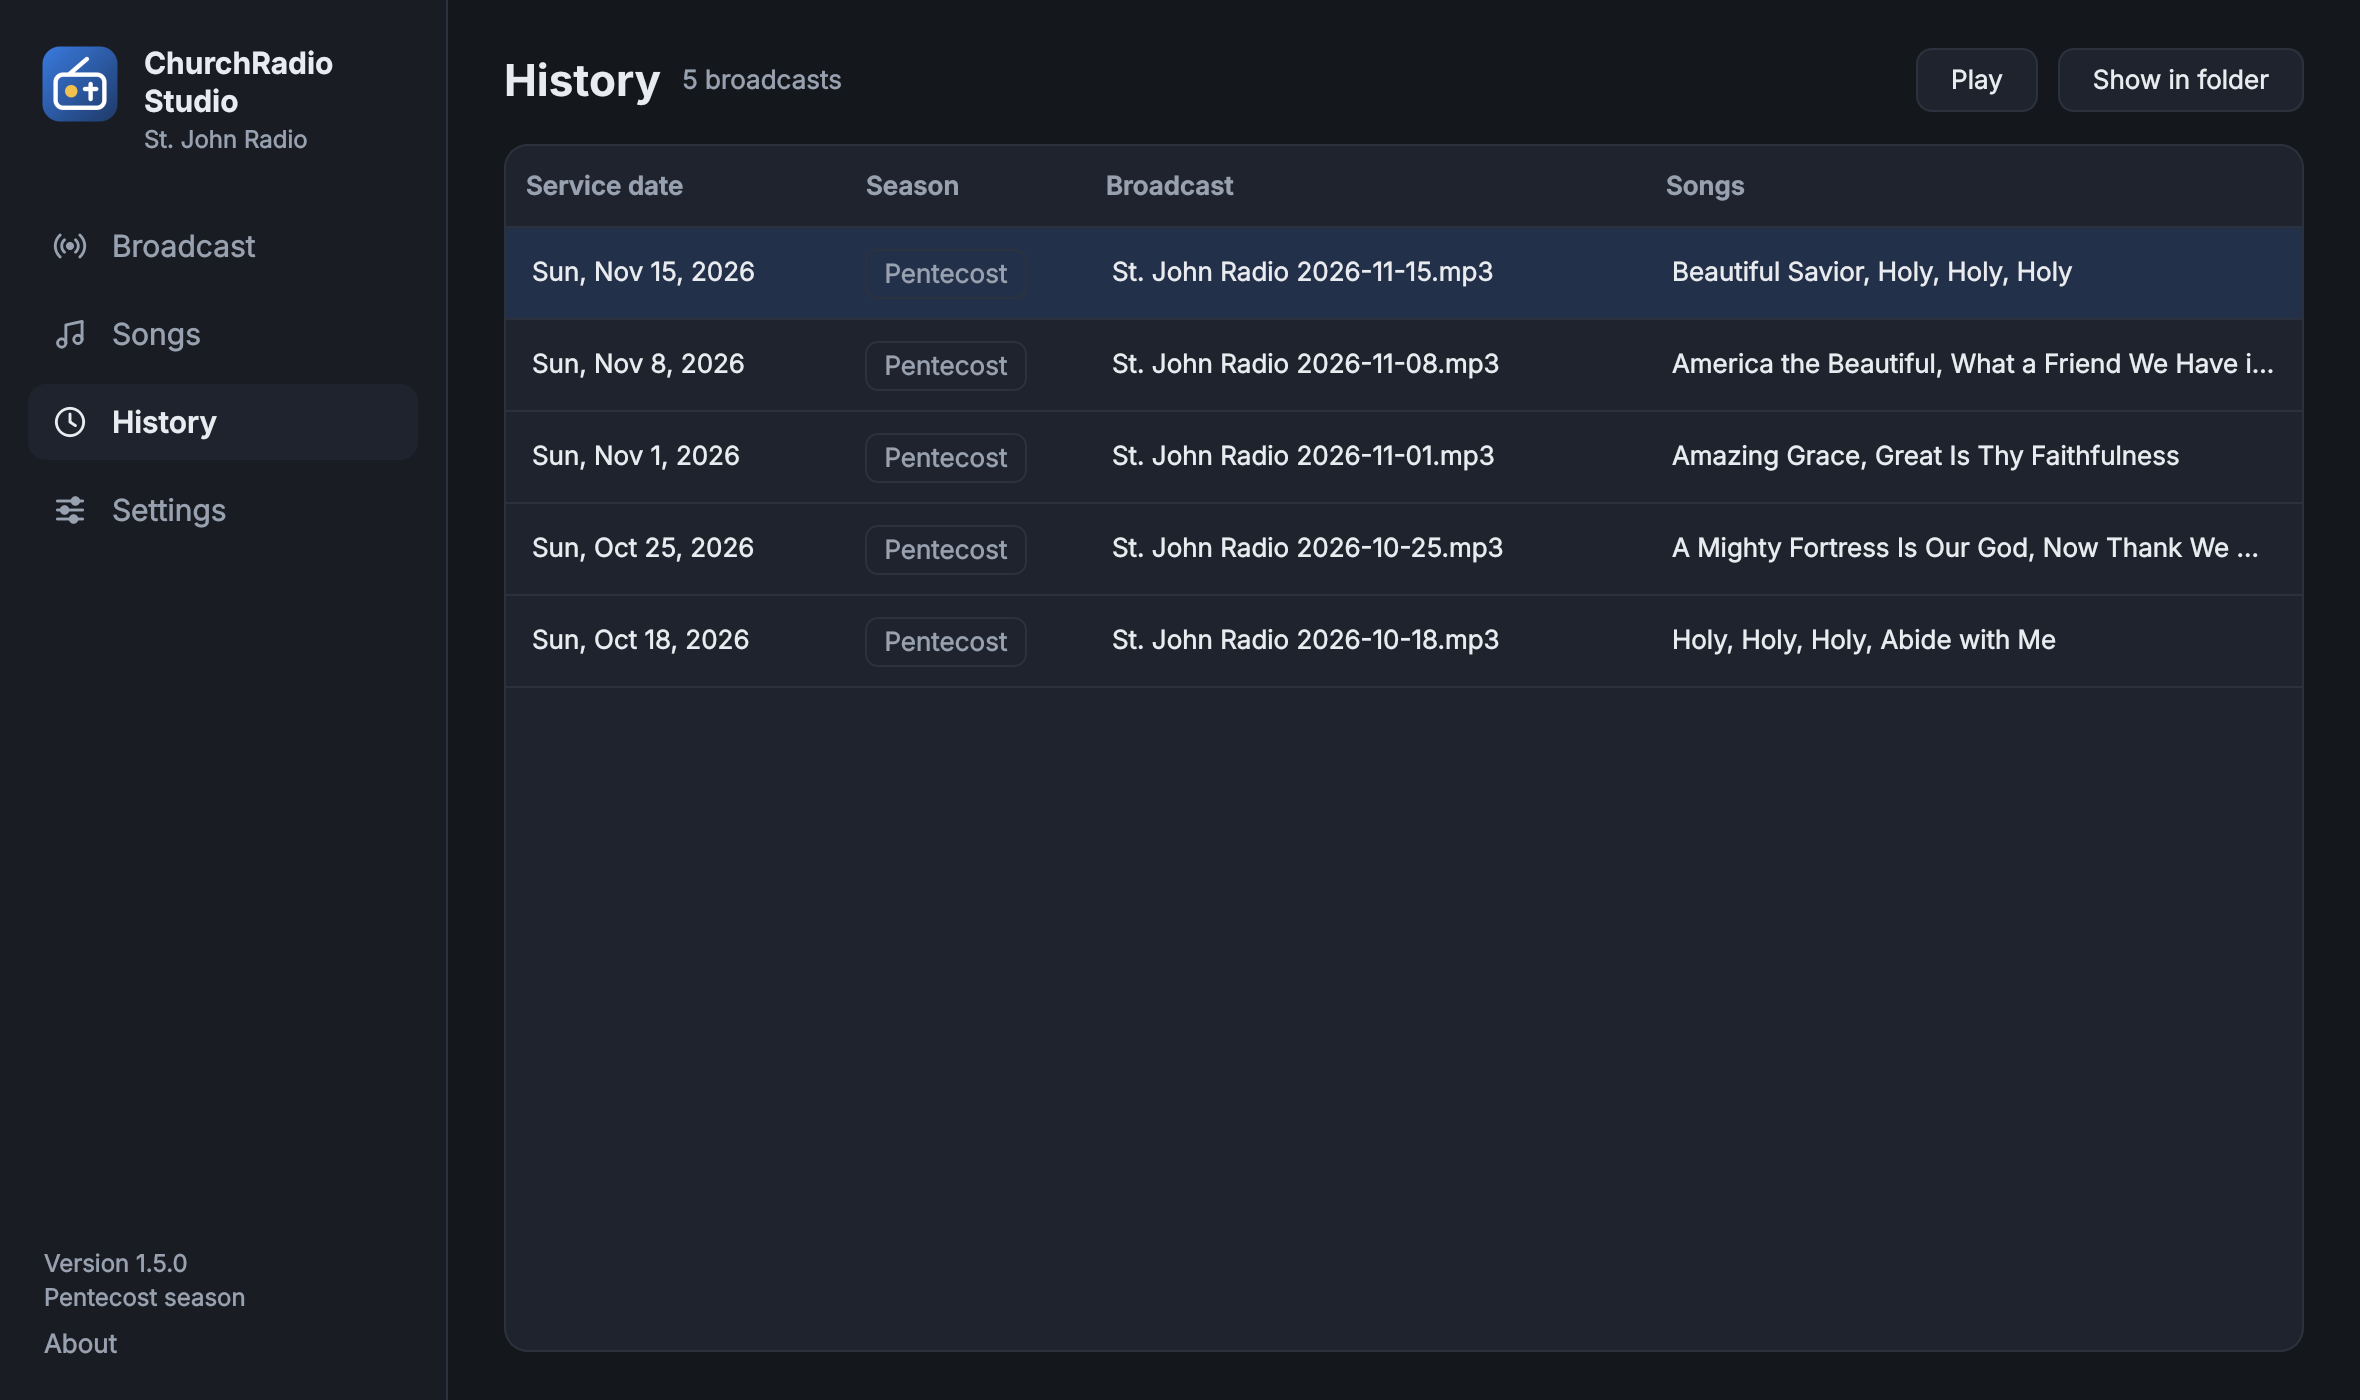 ChurchRadio
Studio
St. John Radio
Broadcast
Songs
History
Settings
Version 1.5.0
Pentecost season
About
History 5 broadcasts
Play Show in folder
Service date Season Broadcast Songs
Sun, Nov 15, 2026 Pentecost St. John Radio 2026-11-15.mp3 Beautiful Savior, Holy, Holy, Holy
Sun, Nov 8, 2026 Pentecost St. John Radio 2026-11-08.mp3 America the Beautiful, What a Friend We Have i...
Sun, Nov 1, 2026 Pentecost St. John Radio 2026-11-01.mp3 Amazing Grace, Great Is Thy Faithfulness
Sun, Oct 25, 2026 Pentecost St. John Radio 2026-10-25.mp3 A Mighty Fortress Is Our God, Now Thank We ...
Sun, Oct 18, 2026 Pentecost St. John Radio 2026-10-18.mp3 Holy, Holy, Holy, Abide with Me